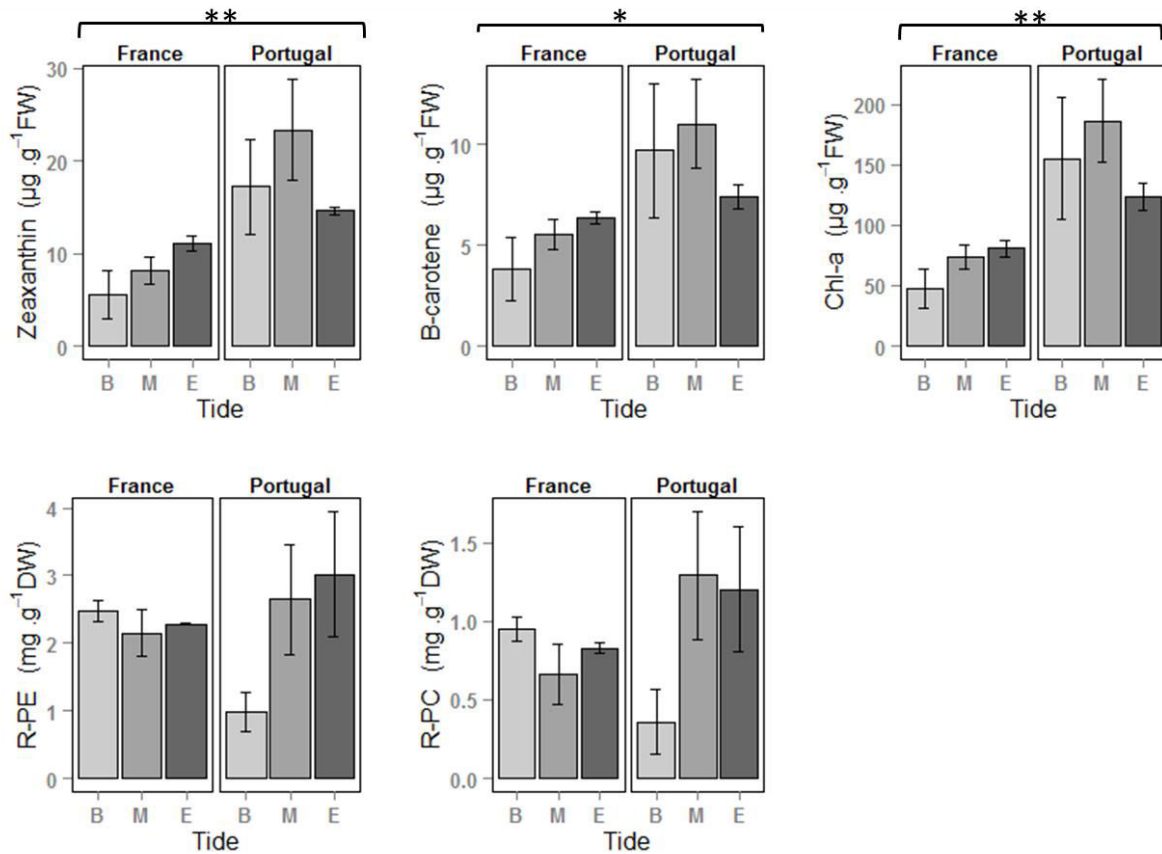 **
France Portugal
Zeaxanthin (µg .g⁻¹FW)
30
20
10
0
B M E B M E
Tide
*
France Portugal
B-carotene (µg .g⁻¹FW)
10
5
0
B M E B M E
Tide
**
France Portugal
Chl-a (µg .g⁻¹FW)
200
150
100
50
0
B M E B M E
Tide
France Portugal
R-PE (mg .g⁻¹DW)
4
3
2
1
0
B M E B M E
Tide
France Portugal
R-PC (mg .g⁻¹DW)
1.5
1.0
0.5
0.0
B M E B M E
Tide